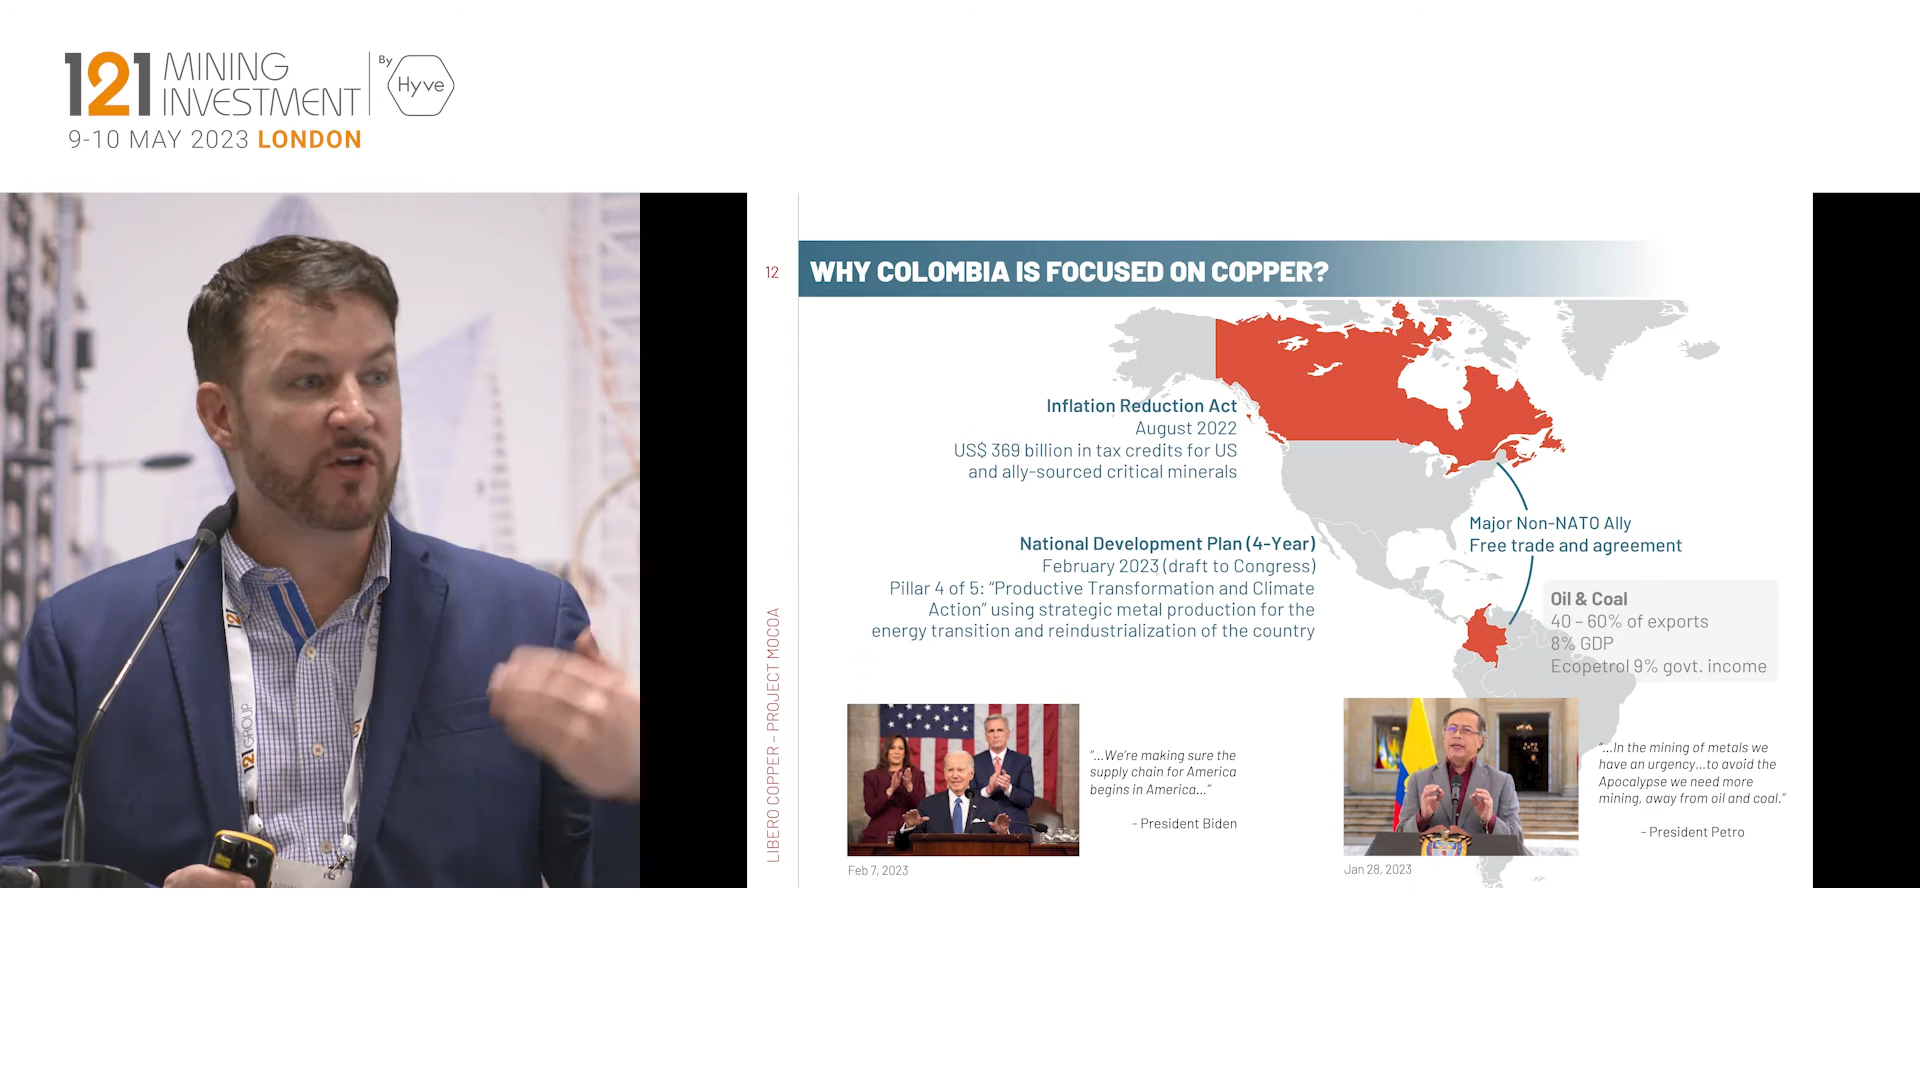 121 MINING INVESTMENT By Hyve
9-10 MAY 2023 LONDON
121 GROUP
121
12
LIBERO COPPER – PROJECT MOCOA
WHY COLOMBIA IS FOCUSED ON COPPER?
Inflation Reduction Act
August 2022
US$ 369 billion in tax credits for US
and ally-sourced critical minerals
National Development Plan (4-Year)
February 2023 (draft to Congress)
Pillar 4 of 5: “Productive Transformation and Climate
Action” using strategic metal production for the
energy transition and reindustrialization of the country
Major Non-NATO Ally
Free trade and agreement
Oil & Coal
40 – 60% of exports
8% GDP
Ecopetrol 9% govt. income
“...We’re making sure the
supply chain for America
begins in America...”
- President Biden
Feb 7, 2023
“...In the mining of metals we
have an urgency...to avoid the
Apocalypse we need more
mining, away from oil and coal.”
- President Petro
Jan 28, 2023